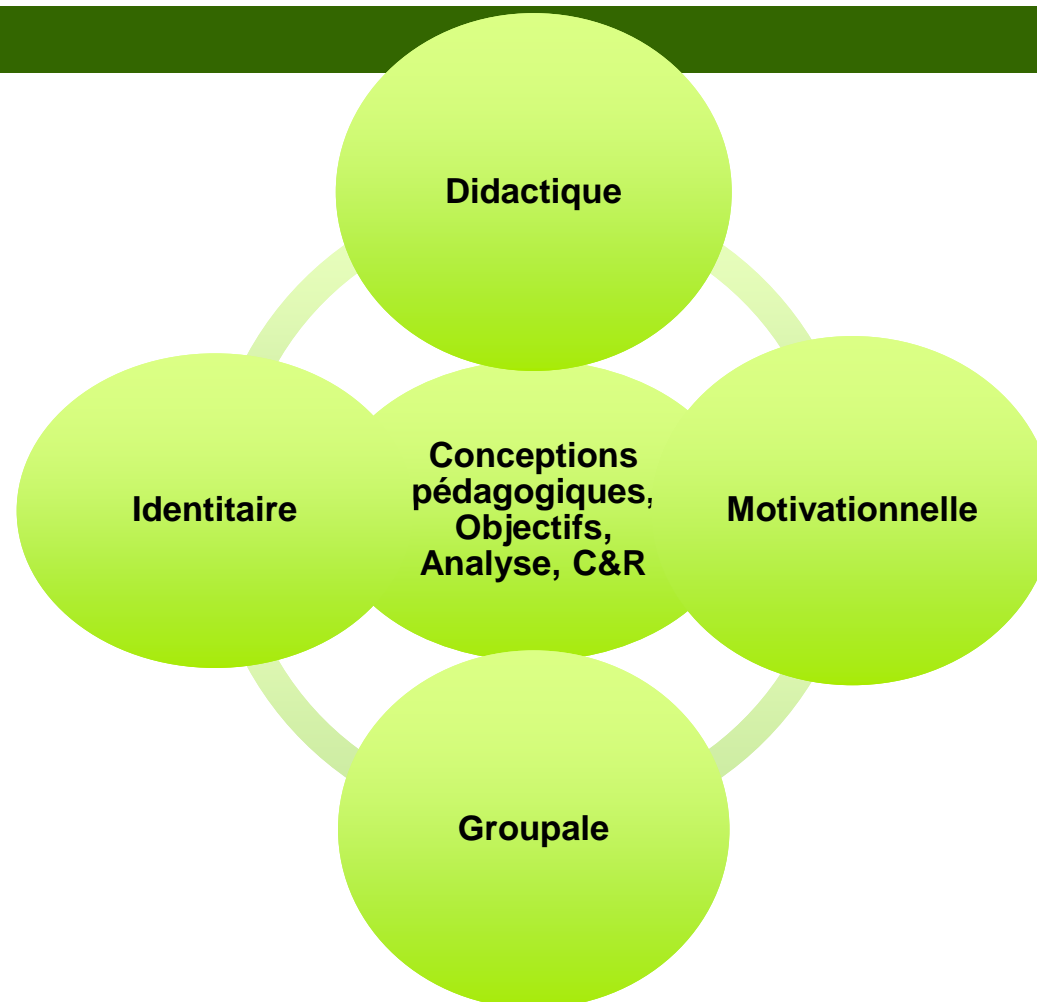 Didactique
Identitaire
Conceptions
pédagogiques,
Objectifs,
Analyse, C&R
Motivationnelle
Groupale